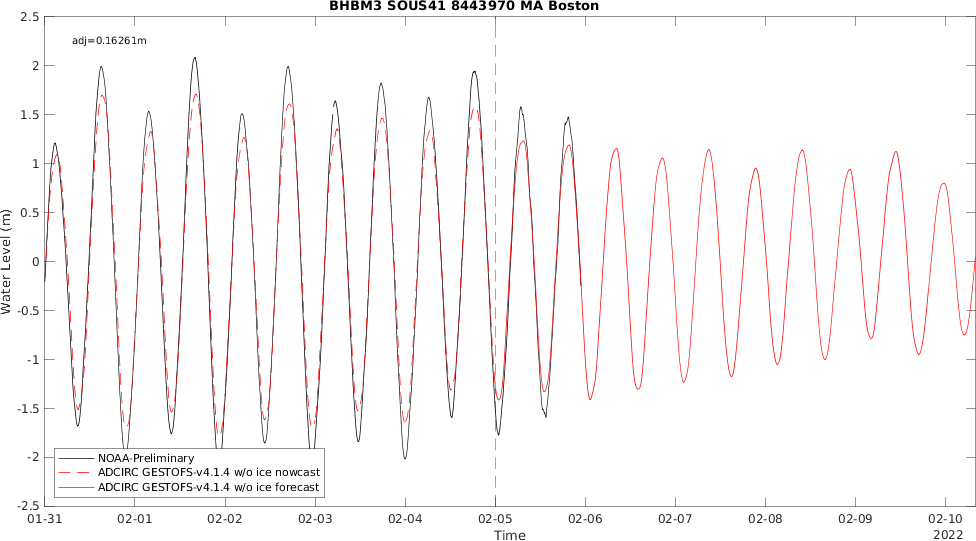 BHBM3 SOUS41 8443970 MA Boston
adj=0.16261m
2.5
2
1.5
1
0.5
0
-0.5
-1
-1.5
-2
-2.5
Water Level (m)
NOAA-Preliminary
ADCIRC GESTOFS-v4.1.4 w/o ice nowcast
ADCIRC GESTOFS-v4.1.4 w/o ice forecast
01-31 02-01 02-02 02-03 02-04 02-05 02-06 02-07 02-08 02-09 02-10
2022
Time